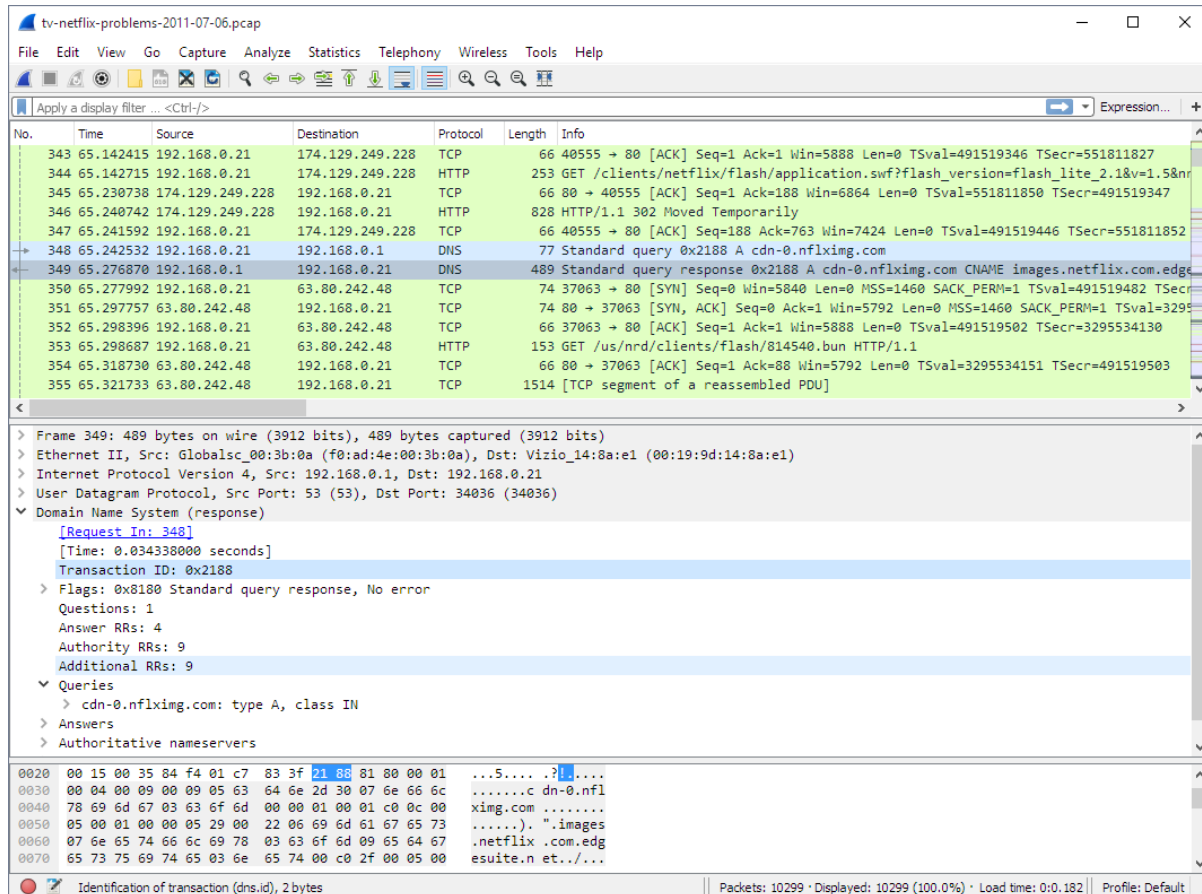 tv-netflix-problems-2011-07-06.pcap
File Edit View Go Capture Analyze Statistics Telephony Wireless Tools Help
Apply a display filter ... <Ctrl-/> Expression... +
No. Time Source Destination Protocol Length Info
343 65.142415 192.168.0.21 174.129.249.228 TCP 66 40555 → 80 [ACK] Seq=1 Ack=1 Win=5888 Len=0 TSval=491519346 TSecr=551811827
344 65.142715 192.168.0.21 174.129.249.228 HTTP 253 GET /clients/netflix/flash/application.swf?flash_version=flash_lite_2.1&v=1.5&nr
345 65.230738 174.129.249.228 192.168.0.21 TCP 66 80 → 40555 [ACK] Seq=1 Ack=188 Win=6864 Len=0 TSval=551811850 TSecr=491519347
346 65.240742 174.129.249.228 192.168.0.21 HTTP 828 HTTP/1.1 302 Moved Temporarily
347 65.241592 192.168.0.21 174.129.249.228 TCP 66 40555 → 80 [ACK] Seq=188 Ack=763 Win=7424 Len=0 TSval=491519446 TSecr=551811852
348 65.242532 192.168.0.21 192.168.0.1 DNS 77 Standard query 0x2188 A cdn-0.nflximg.com
349 65.276870 192.168.0.1 192.168.0.21 DNS 489 Standard query response 0x2188 A cdn-0.nflximg.com CNAME images.netflix.com.edge
350 65.277992 192.168.0.21 63.80.242.48 TCP 74 37063 → 80 [SYN] Seq=0 Win=5840 Len=0 MSS=1460 SACK_PERM=1 TSval=491519482 TSecr
351 65.297757 63.80.242.48 192.168.0.21 TCP 74 80 → 37063 [SYN, ACK] Seq=0 Ack=1 Win=5792 Len=0 MSS=1460 SACK_PERM=1 TSval=3295
352 65.298396 192.168.0.21 63.80.242.48 TCP 66 37063 → 80 [ACK] Seq=1 Ack=1 Win=5888 Len=0 TSval=491519502 TSecr=3295534130
353 65.298687 192.168.0.21 63.80.242.48 HTTP 153 GET /us/nrd/clients/flash/814540.bun HTTP/1.1
354 65.318730 63.80.242.48 192.168.0.21 TCP 66 80 → 37063 [ACK] Seq=1 Ack=88 Win=5792 Len=0 TSval=3295534151 TSecr=491519503
355 65.321733 63.80.242.48 192.168.0.21 TCP 1514 [TCP segment of a reassembled PDU]
Frame 349: 489 bytes on wire (3912 bits), 489 bytes captured (3912 bits)
Ethernet II, Src: Globalsc_00:3b:0a (f0:ad:4e:00:3b:0a), Dst: Vizio_14:8a:e1 (00:19:9d:14:8a:e1)
Internet Protocol Version 4, Src: 192.168.0.1, Dst: 192.168.0.21
User Datagram Protocol, Src Port: 53 (53), Dst Port: 34036 (34036)
Domain Name System (response)
[Request In: 348]
[Time: 0.034338000 seconds]
Transaction ID: 0x2188
Flags: 0x8180 Standard query response, No error
Questions: 1
Answer RRs: 4
Authority RRs: 9
Additional RRs: 9
Queries
cdn-0.nflximg.com: type A, class IN
Answers
Authoritative nameservers
0020 00 15 00 35 84 f4 01 c7 83 3f 21 88 81 80 00 01 ...5.... .?!.....
0030 00 04 00 09 00 09 05 63 64 6e 2d 30 07 6e 66 6c .......c dn-0.nfl
0040 78 69 6d 67 03 63 6f 6d 00 00 01 00 01 c0 0c 00 ximg.com ........
0050 05 00 01 00 00 05 29 00 22 06 69 6d 61 67 65 73 ......). ".images
0060 07 6e 65 74 66 6c 69 78 03 63 6f 6d 09 65 64 67 .netflix .com.edg
0070 65 73 75 69 74 65 03 6e 65 74 00 c0 2f 00 05 00 esuite.n et../...
Identification of transaction (dns.id), 2 bytes Packets: 10299 · Displayed: 10299 (100.0%) · Load time: 0:0.182 Profile: Default